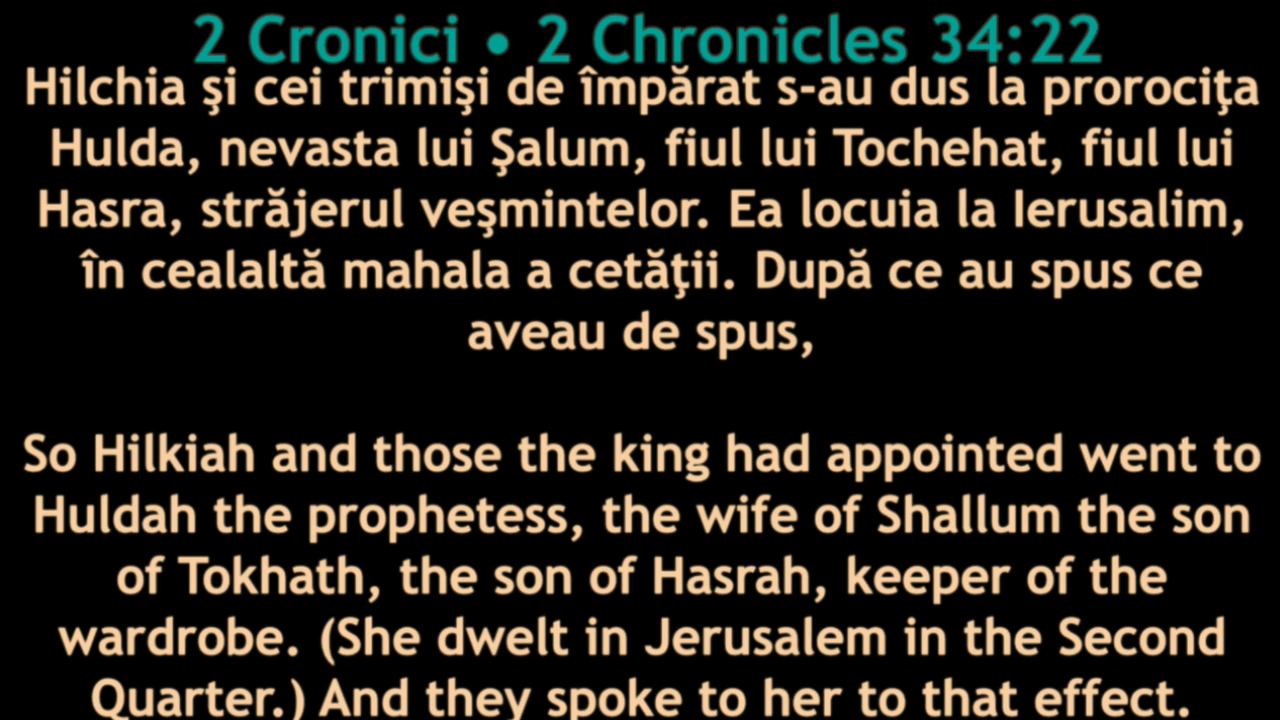 2 Cronici • 2 Chronicles 34:22
Hilchia şi cei trimişi de împărat s-au dus la prorociţa
Hulda, nevasta lui Şalum, fiul lui Tochehat, fiul lui
Hasra, străjerul veşmintelor. Ea locuia la Ierusalim,
în cealaltă mahala a cetăţii. După ce au spus ce
aveau de spus,
So Hilkiah and those the king had appointed went to
Huldah the prophetess, the wife of Shallum the son
of Tokhath, the son of Hasrah, keeper of the
wardrobe. (She dwelt in Jerusalem in the Second
Quarter.) And they spoke to her to that effect.